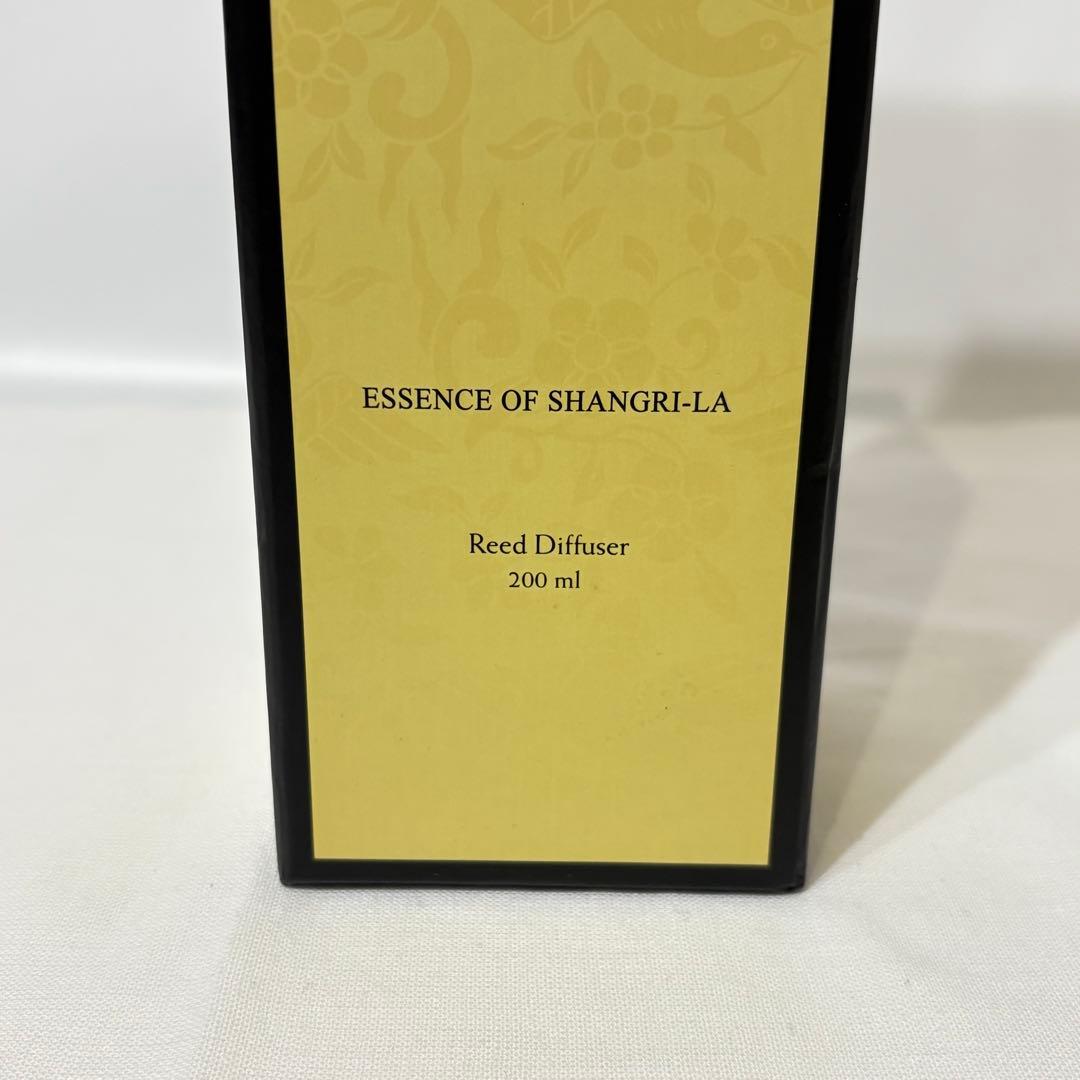 ESSENCE OF SHANGRI-LA
Reed Diffuser
200 ml